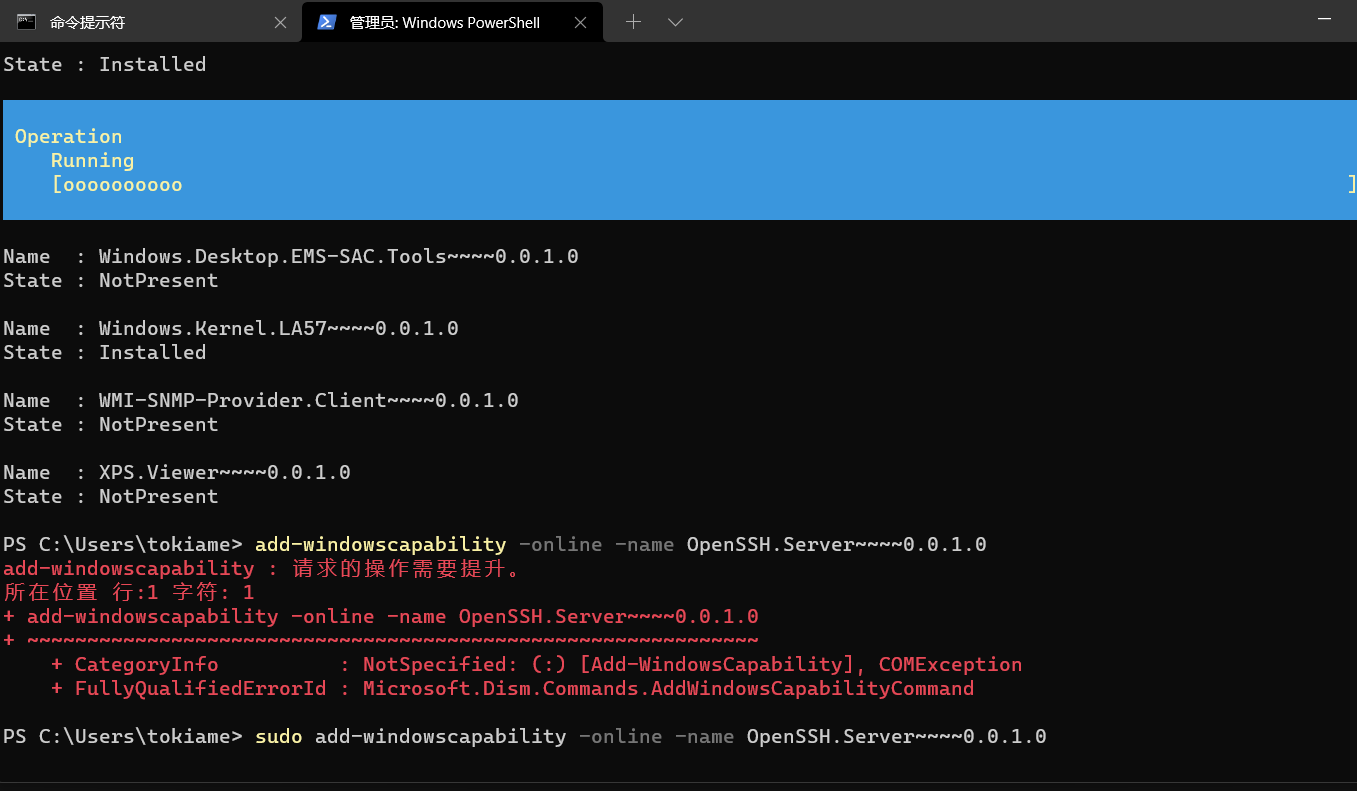 命令提示符
管理员: Windows PowerShell
State : Installed
Operation
Running
[oooooooooo ]
Name  : Windows.Desktop.EMS-SAC.Tools~~~~0.0.1.0
State : NotPresent
Name  : Windows.Kernel.LA57~~~~0.0.1.0
State : Installed
Name  : WMI-SNMP-Provider.Client~~~~0.0.1.0
State : NotPresent
Name  : XPS.Viewer~~~~0.0.1.0
State : NotPresent
PS C:\Users\tokiame> add-windowscapability -online -name OpenSSH.Server~~~~0.0.1.0
add-windowscapability : 请求的操作需要提升。
所在位置 行:1 字符: 1
+ add-windowscapability -online -name OpenSSH.Server~~~~0.0.1.0
+ ~~~~~~~~~~~~~~~~~~~~~~~~~~~~~~~~~~~~~~~~~~~~~~~~~~~~~~~~~~~~~
    + CategoryInfo          : NotSpecified: (:) [Add-WindowsCapability], COMException
    + FullyQualifiedErrorId : Microsoft.Dism.Commands.AddWindowsCapabilityCommand
PS C:\Users\tokiame> sudo add-windowscapability -online -name OpenSSH.Server~~~~0.0.1.0